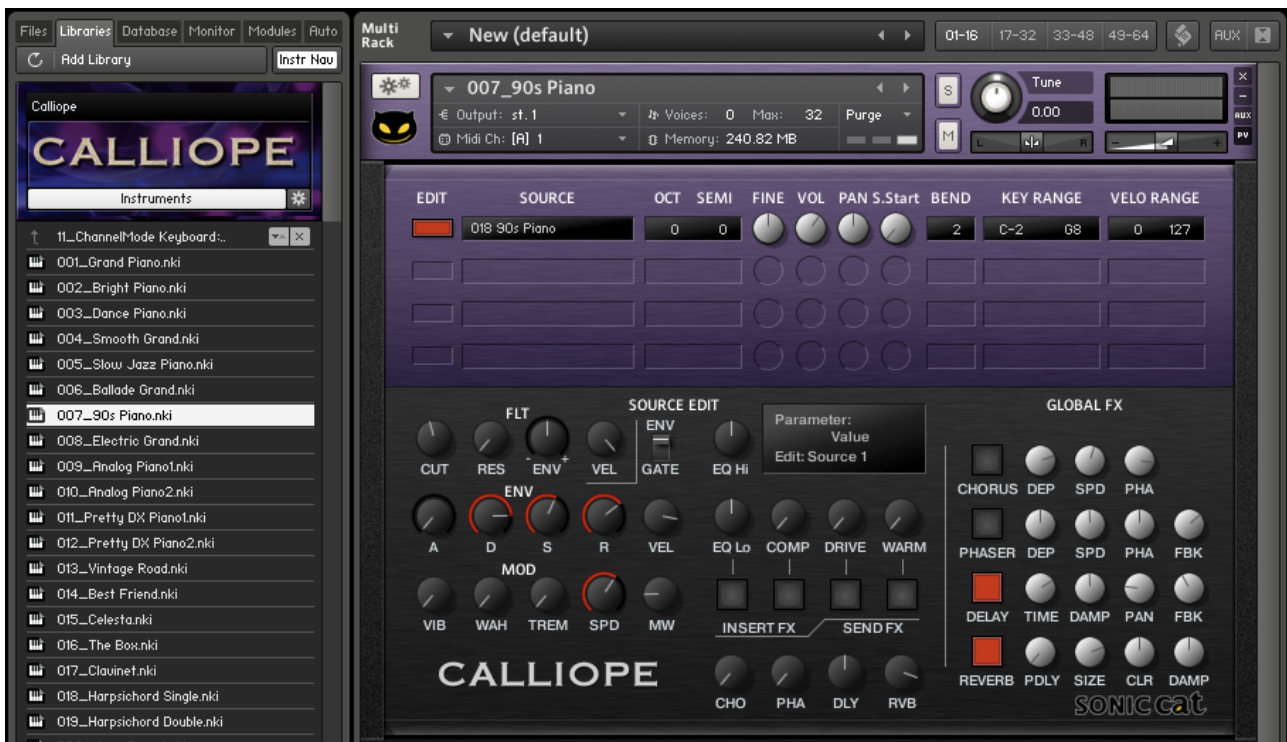 Files Libraries Database Monitor Modules Auto
Add Library Instr Nav
Calliope
CALLIOPE
Instruments
11_ChannelMode Keyboard:..
001_Grand Piano.nki
002_Bright Piano.nki
003_Dance Piano.nki
004_Smooth Grand.nki
005_Slow Jazz Piano.nki
006_Ballade Grand.nki
007_90s Piano.nki
008_Electric Grand.nki
009_Analog Piano1.nki
010_Analog Piano2.nki
011_Pretty DX Piano1.nki
012_Pretty DX Piano2.nki
013_Vintage Road.nki
014_Best Friend.nki
015_Celesta.nki
016_The Box.nki
017_Clavinet.nki
018_Harpsichord Single.nki
019_Harpsichord Double.nki
Multi Rack
New (default)
01-16 17-32 33-48 49-64 AUX
007_90s Piano
Output: st.1 Voices: 0 Max: 32 Purge
Midi Ch: [A] 1 Memory: 240.82 MB
S
M
Tune
0.00
L R
- +
×
-
AUX
PV
EDIT SOURCE OCT SEMI FINE VOL PAN S.Start BEND KEY RANGE VELO RANGE
018 90s Piano 0 0 2 C-2 G8 0 127
FLT SOURCE EDIT GLOBAL FX
ENV
Parameter:
Value
Edit: Source 1
- +
CUT RES ENV VEL GATE EQ Hi
CHORUS DEP SPD PHA
ENV
A D S R VEL EQ Lo COMP DRIVE WARM
PHASER DEP SPD PHA FBK
MOD
VIB WAH TREM SPD MW INSERT FX SEND FX
DELAY TIME DAMP PAN FBK
CALLIOPE
CHO PHA DLY RVB
REVERB PDLY SIZE CLR DAMP
SONICCat